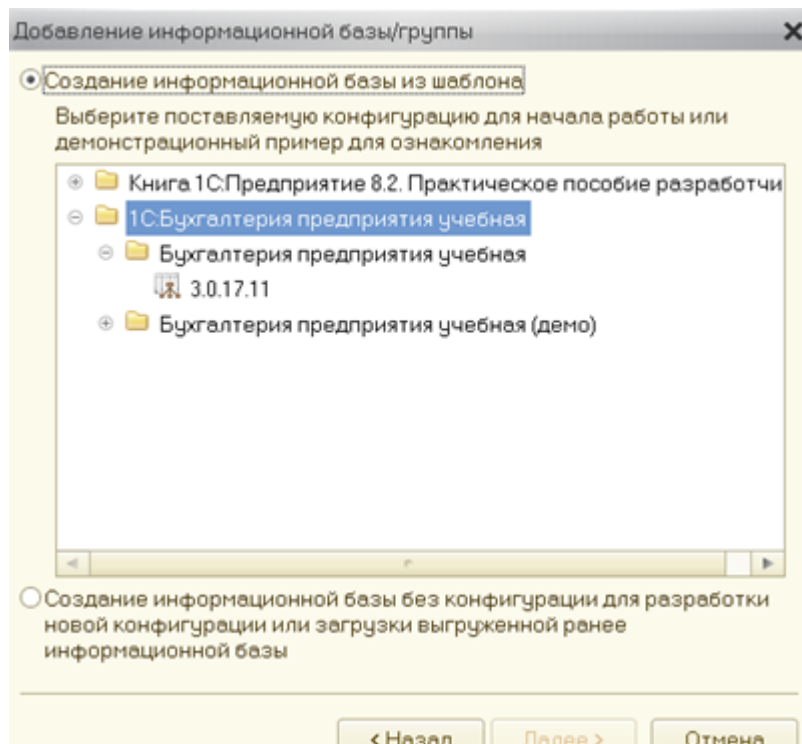 Добавление информационной базы/группы
Создание информационной базы из шаблона
Выберите поставляемую конфигурацию для начала работы или
демонстрационный пример для ознакомления
Книга 1С:Предприятие 8.2. Практическое пособие разработчи
1С:Бухгалтерия предприятия учебная
Бухгалтерия предприятия учебная
3.0.17.11
Бухгалтерия предприятия учебная (демо)
Создание информационной базы без конфигурации для разработки
новой конфигурации или загрузки выгруженной ранее
информационной базы
< Назад Далее > Отмена